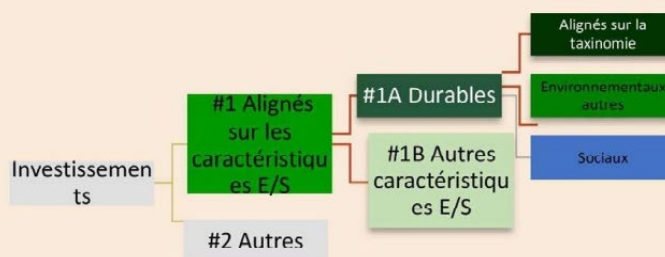 Alignés sur la
taxinomie
#1A Durables
Environnementaux
autres
#1 Alignés
sur les
caractéristiqu
es E/S
#1B Autres
caractéristiqu
es E/S
Sociaux
Investissemen
ts
#2 Autres